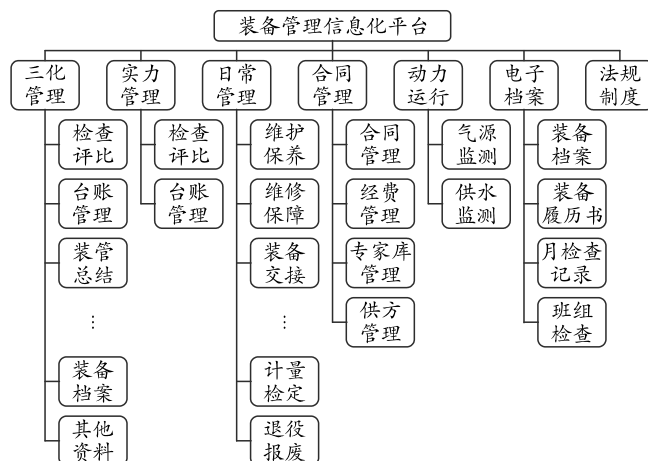 装备管理信息化平台
三化
管理
实力
管理
日常
管理
合同
管理
动力
运行
电子
档案
法规
制度
检查
评比
台账
管理
装管
总结
⋮
装备
档案
其他
资料
检查
评比
台账
管理
维护
保养
维修
保障
装备
交接
⋮
计量
检定
退役
报废
合同
管理
经费
管理
专家库
管理
供方
管理
气源
监测
供水
监测
装备
档案
装备
履历书
月检查
记录
班组
检查